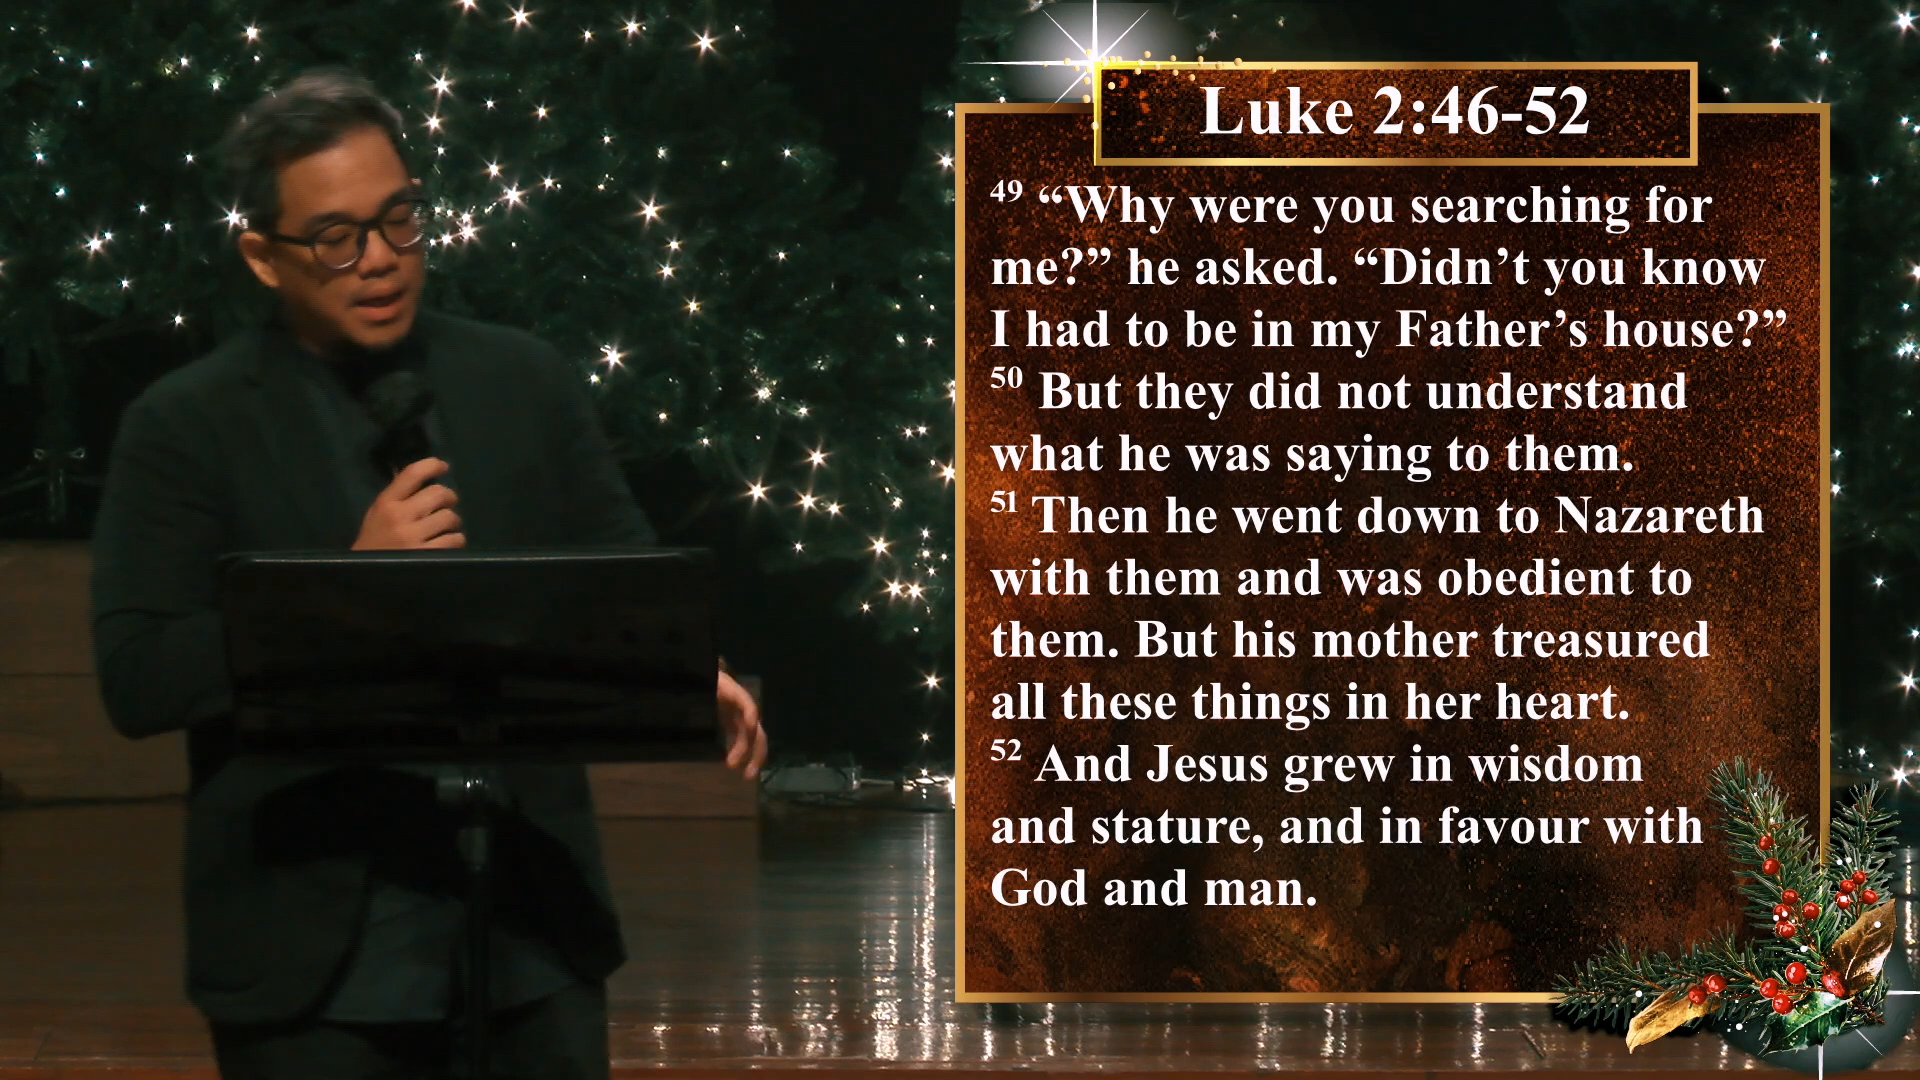 Luke 2:46-52
49 “Why were you searching for
me?” he asked. “Didn’t you know
I had to be in my Father’s house?”
50 But they did not understand
what he was saying to them.
51 Then he went down to Nazareth
with them and was obedient to
them. But his mother treasured
all these things in her heart.
52 And Jesus grew in wisdom
and stature, and in favour with
God and man.